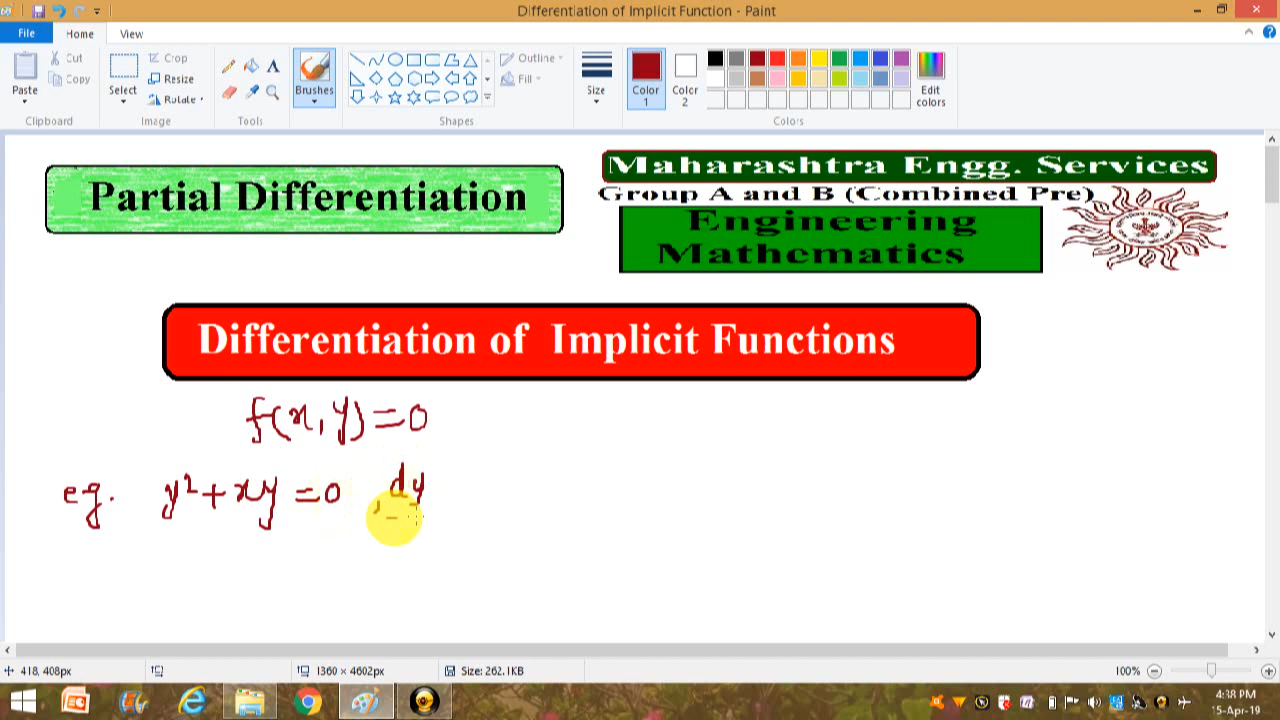 Differentiation of Implicit Function - Paint
File Home View
Paste Cut Copy Clipboard
Select Crop Resize Rotate Image
Tools
Brushes
Outline Fill Shapes
Size
Color 1 Color 2 Edit colors Colors
Partial Differentiation
Maharashtra Engg. Services
Group A and B (Combined Pre)
Engineering
Mathematics
Differentiation of Implicit Functions
f(x, y) = 0
eg. y² + xy = 0 , dy
418, 408px 1360 × 4602px Size: 262.1KB 100%
4:38 PM
15-Apr-19